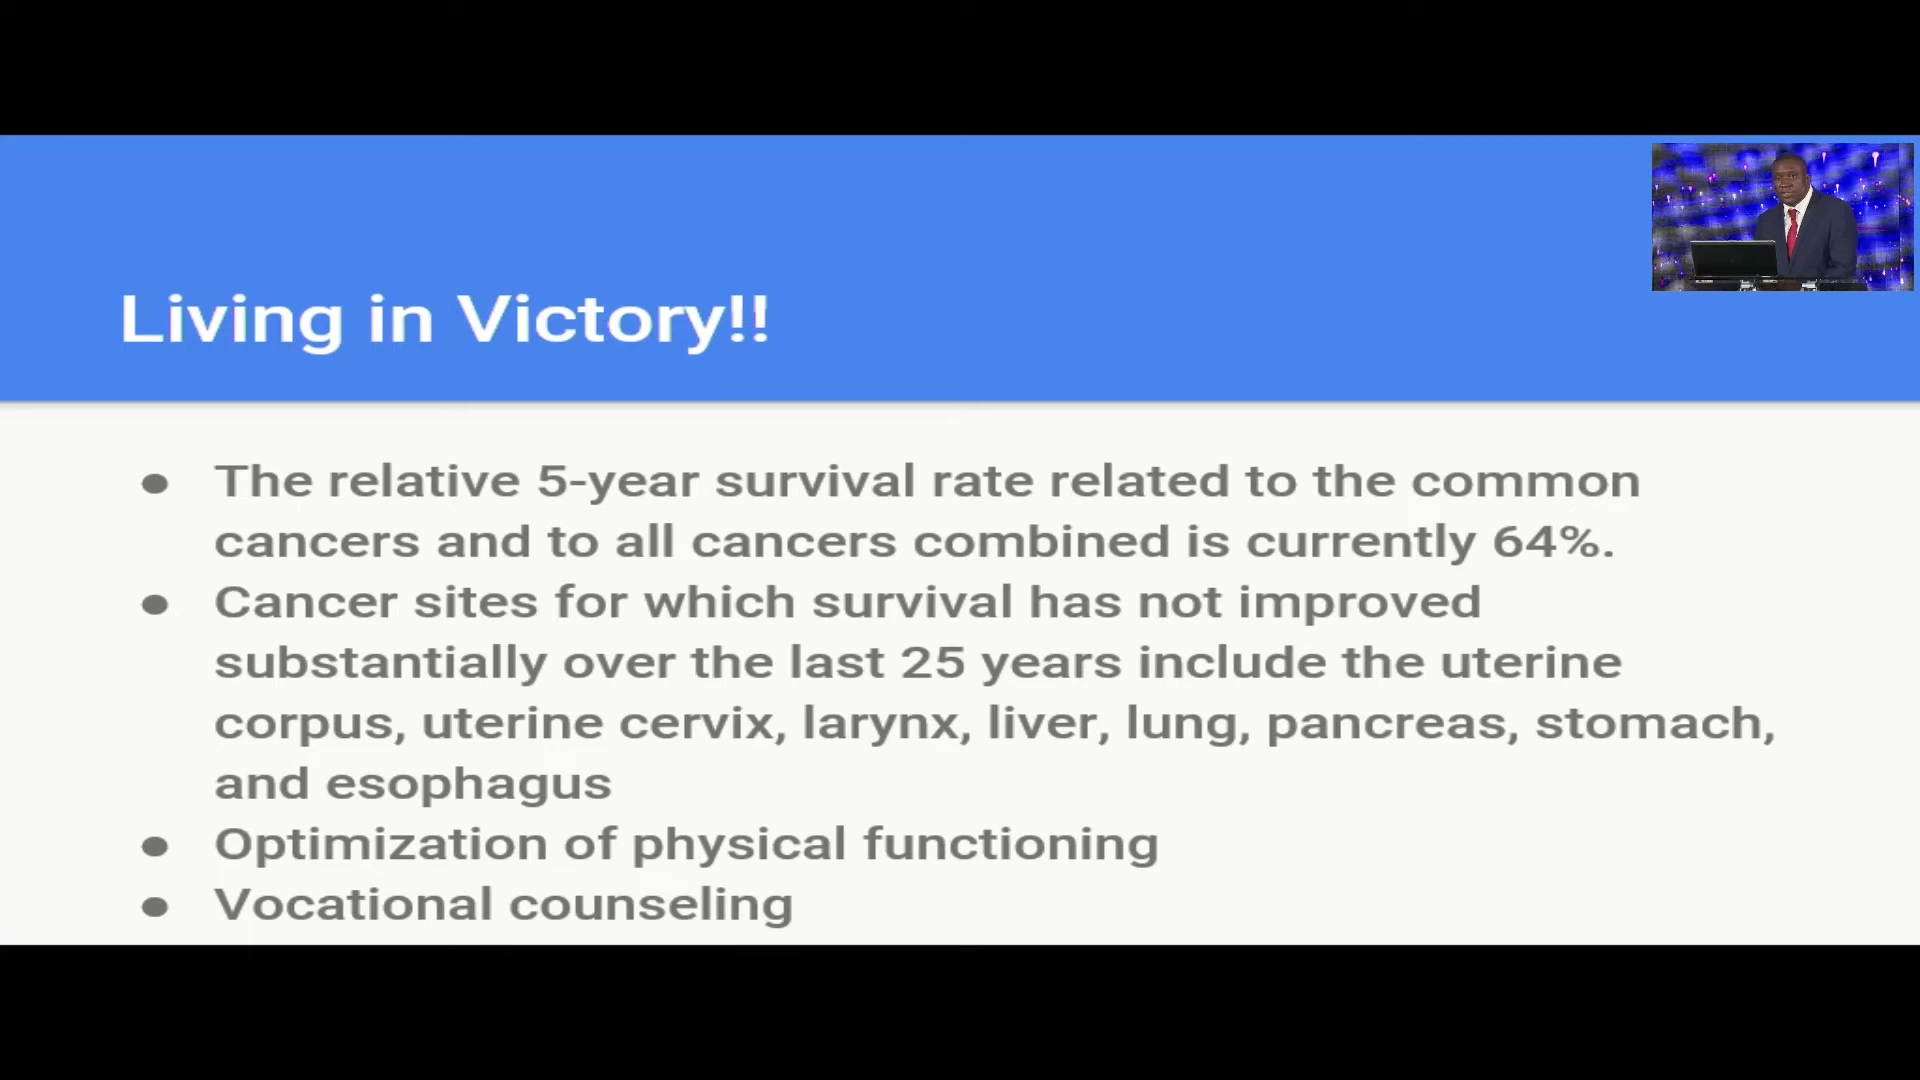 Living in Victory!!
● The relative 5-year survival rate related to the common
cancers and to all cancers combined is currently 64%.
● Cancer sites for which survival has not improved
substantially over the last 25 years include the uterine
corpus, uterine cervix, larynx, liver, lung, pancreas, stomach,
and esophagus
● Optimization of physical functioning
● Vocational counseling